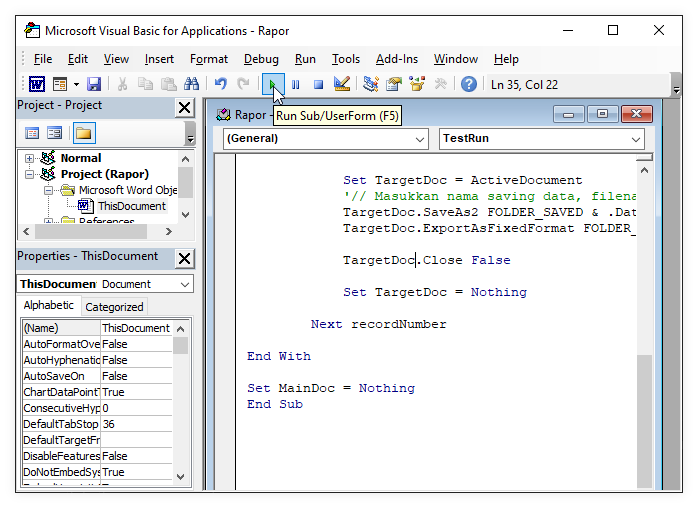 Microsoft Visual Basic for Applications - Rapor
File Edit View Insert Format Debug Run Tools Add-Ins Window Help
Ln 35, Col 22
Run Sub/UserForm (F5)
Project - Project
Normal
Project (Rapor)
Microsoft Word Obje
ThisDocument
References
Properties - ThisDocument
ThisDocumen Document
Alphabetic Categorized
(Name) ThisDocument
AutoFormatOve False
AutoHyphenatio False
AutoSaveOn False
ChartDataPoint True
ConsecutiveHyp 0
DefaultTabStop 36
DefaultTargetFr
DisableFeatures False
DoNotEmbedSys True
Rapor -
(General) TestRun
Set TargetDoc = ActiveDocument
'// Masukkan nama saving data, filena
TargetDoc.SaveAs2 FOLDER_SAVED & .Dat
TargetDoc.ExportAsFixedFormat FOLDER_
TargetDoc.Close False
Set TargetDoc = Nothing
Next recordNumber
End With
Set MainDoc = Nothing
End Sub